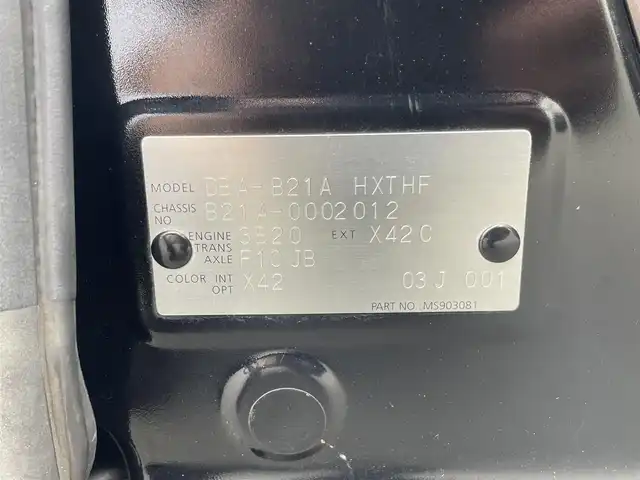 MODEL DBA-B21A HXTHF
CHASSIS NO B21A-0002012
ENGINE 3B20 EXT X42C
TRANS AXLE F1CJB
COLOR INT X42 03J 001
OPT
PART NO. MS903081